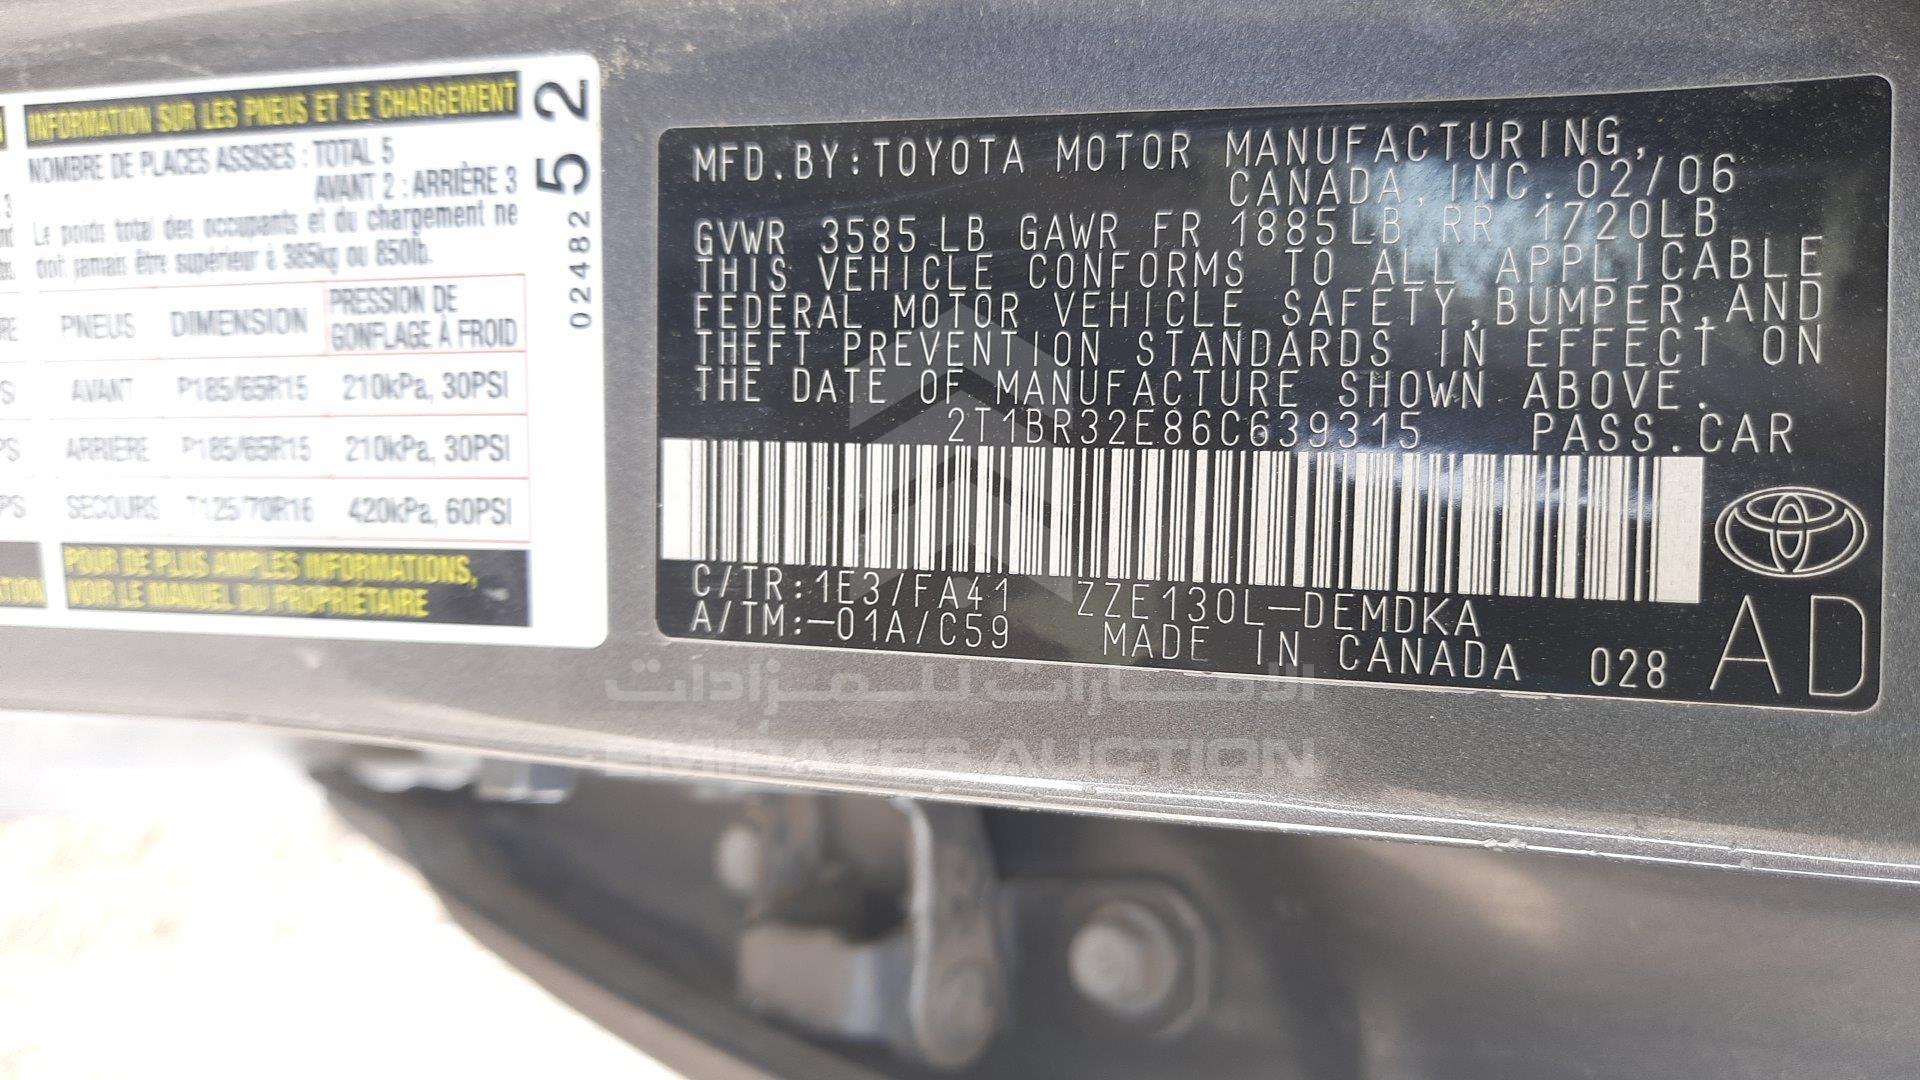 INFORMATION SUR LES PNEUS ET LE CHARGEMENT
NOMBRE DE PLACES ASSISES : TOTAL 5
AVANT 2 : ARRIÈRE 3
Le poids total des occupants et du chargement ne
doit jamais être supérieur à 385kg ou 850lb.
PNEUS DIMENSION PRESSION DE
GONFLAGE À FROID
AVANT P185/65R15 210kPa, 30PSI
ARRIÈRE P185/65R15 210kPa, 30PSI
SECOURS T125/70R16 420kPa, 60PSI
POUR DE PLUS AMPLES INFORMATIONS,
VOIR LE MANUEL DU PROPRIÉTAIRE
02482 52
MFD.BY:TOYOTA MOTOR MANUFACTURING,
CANADA, INC. 02/06
GVWR 3585 LB GAWR FR 1885LB RR 1720LB
THIS VEHICLE CONFORMS TO ALL APPLICABLE
FEDERAL MOTOR VEHICLE SAFETY,BUMPER,AND
THEFT PREVENTION STANDARDS IN EFFECT ON
THE DATE OF MANUFACTURE SHOWN ABOVE.
2T1BR32E86C639315 PASS.CAR
C/TR:1E3/FA41 ZZE130L-DEMDKA
A/TM:-01A/C59 MADE IN CANADA 028 AD
الإمارات للمزادات
EMIRATES AUCTION